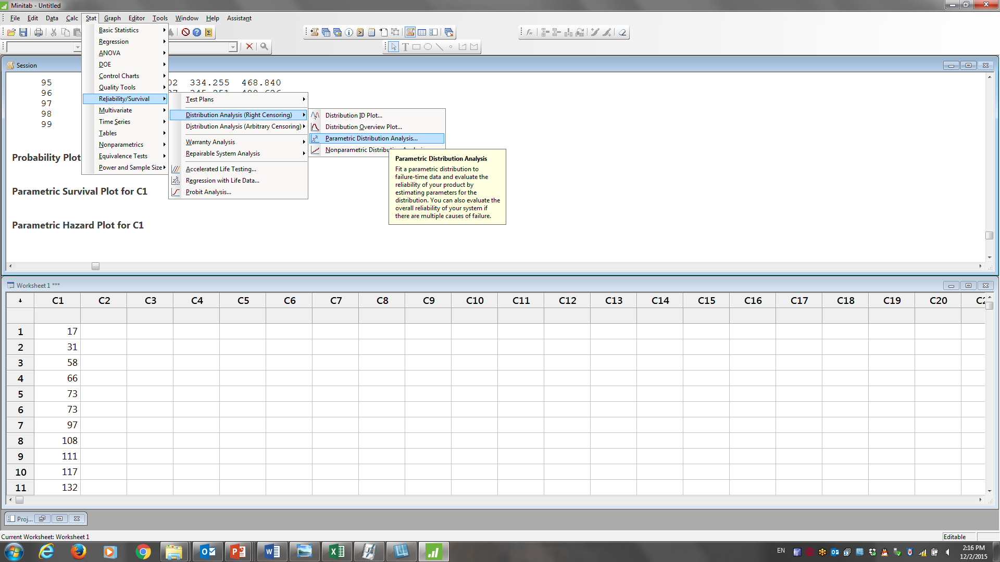 Minitab - Untitled
File Edit Data Calc Stat Graph Editor Tools Window Help Assistant
Basic Statistics
Regression
ANOVA
DOE
Control Charts
Quality Tools
Reliability/Survival
Multivariate
Time Series
Tables
Nonparametrics
Equivalence Tests
Power and Sample Size
Test Plans
Distribution Analysis (Right Censoring)
Distribution Analysis (Arbitrary Censoring)
Warranty Analysis
Repairable System Analysis
Accelerated Life Testing...
Regression with Life Data...
Probit Analysis...
Distribution ID Plot...
Distribution Overview Plot...
Parametric Distribution Analysis...
Nonparametric Distribution
Parametric Distribution Analysis
Fit a parametric distribution to
failure-time data and evaluate the
reliability of your product by
estimating parameters for the
distribution. You can also evaluate the
overall reliability of your system if
there are multiple causes of failure.
Session
95 02 334.255 468.840
96
97
98
99
Probability Plot
Parametric Survival Plot for C1
Parametric Hazard Plot for C1
Worksheet 1 ***
C1 C2 C3 C4 C5 C6 C7 C8 C9 C10 C11 C12 C13 C14 C15 C16 C17 C18 C19 C20
1 17
2 31
3 58
4 66
5 73
6 73
7 97
8 108
9 111
10 117
11 132
Proj...
Current Worksheet: Worksheet 1
Editable
EN
2:16 PM
12/2/2015